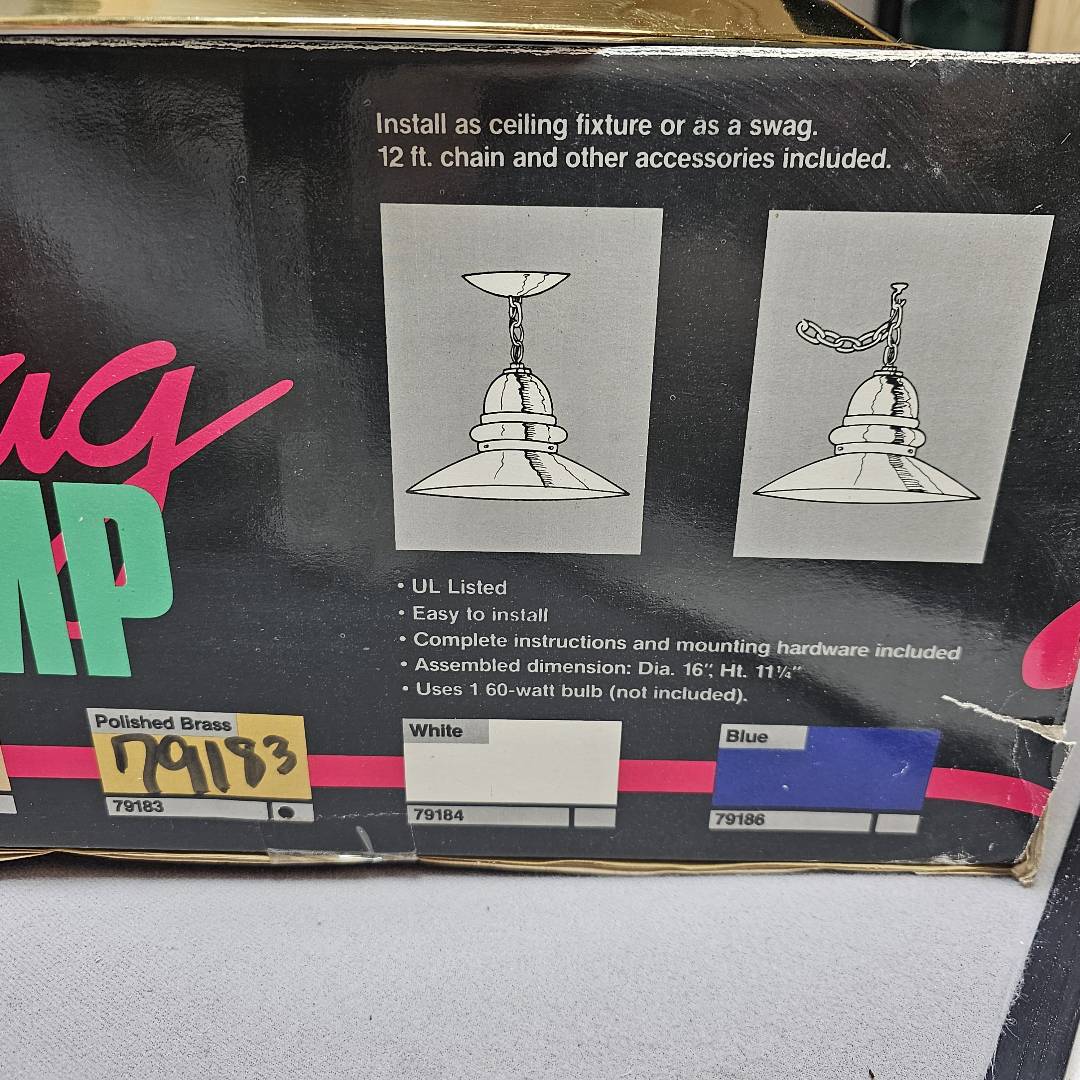 Install as ceiling fixture or as a swag.
12 ft. chain and other accessories included.
• UL Listed
• Easy to install
• Complete instructions and mounting hardware included
• Assembled dimension: Dia. 16", Ht. 11¼"
• Uses 1 60-watt bulb (not included).
Polished Brass
79183
79183
White
79184
Blue
79186